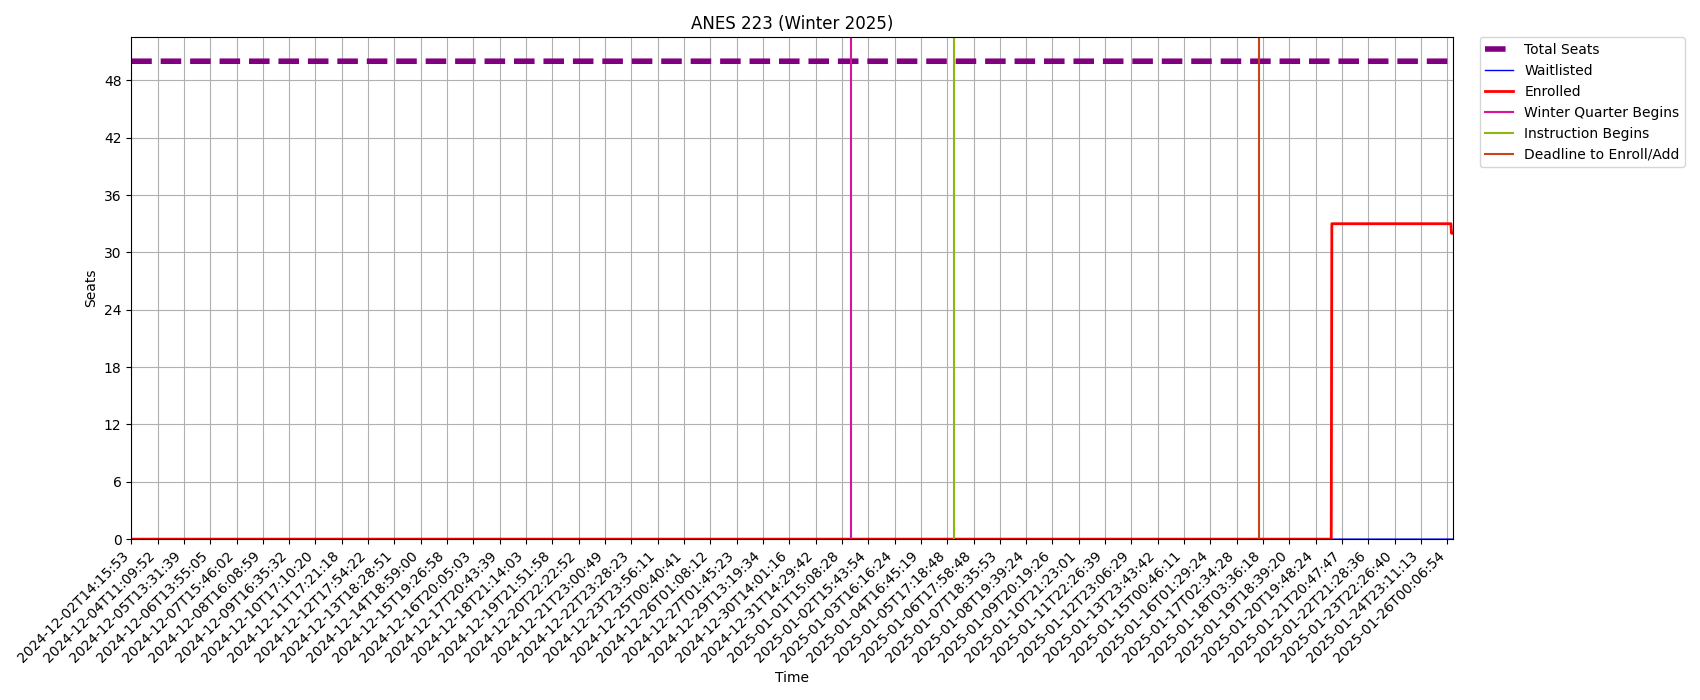 ANES 223 (Winter 2025)
Total Seats
Waitlisted
Enrolled
Winter Quarter Begins
Instruction Begins
Deadline to Enroll/Add
Seats
48
42
36
30
24
18
12
6
0
2024-12-02T14:15:53
2024-12-04T11:09:52
2024-12-05T13:31:39
2024-12-06T13:55:05
2024-12-07T15:46:02
2024-12-08T16:08:59
2024-12-09T16:35:32
2024-12-10T17:10:20
2024-12-11T17:21:18
2024-12-12T17:54:22
2024-12-13T18:28:51
2024-12-14T18:59:00
2024-12-15T19:26:58
2024-12-16T20:05:03
2024-12-17T20:43:39
2024-12-18T21:14:03
2024-12-19T21:51:58
2024-12-20T22:22:52
2024-12-21T23:00:49
2024-12-22T23:28:23
2024-12-23T23:56:11
2024-12-25T00:40:41
2024-12-26T01:08:12
2024-12-27T01:45:23
2024-12-29T13:19:34
2024-12-30T14:01:16
2024-12-31T14:29:42
2025-01-01T15:08:28
2025-01-02T15:43:54
2025-01-03T16:16:24
2025-01-04T16:45:19
2025-01-05T17:18:48
2025-01-06T17:58:48
2025-01-07T18:35:53
2025-01-08T19:39:24
2025-01-09T20:19:26
2025-01-10T21:23:01
2025-01-11T22:26:39
2025-01-12T23:06:29
2025-01-13T23:43:42
2025-01-15T00:46:11
2025-01-16T01:29:24
2025-01-17T02:34:28
2025-01-18T03:36:18
2025-01-19T18:39:20
2025-01-20T19:48:24
2025-01-21T20:47:47
2025-01-22T21:28:36
2025-01-23T22:26:40
2025-01-24T23:11:13
2025-01-26T00:06:54
Time